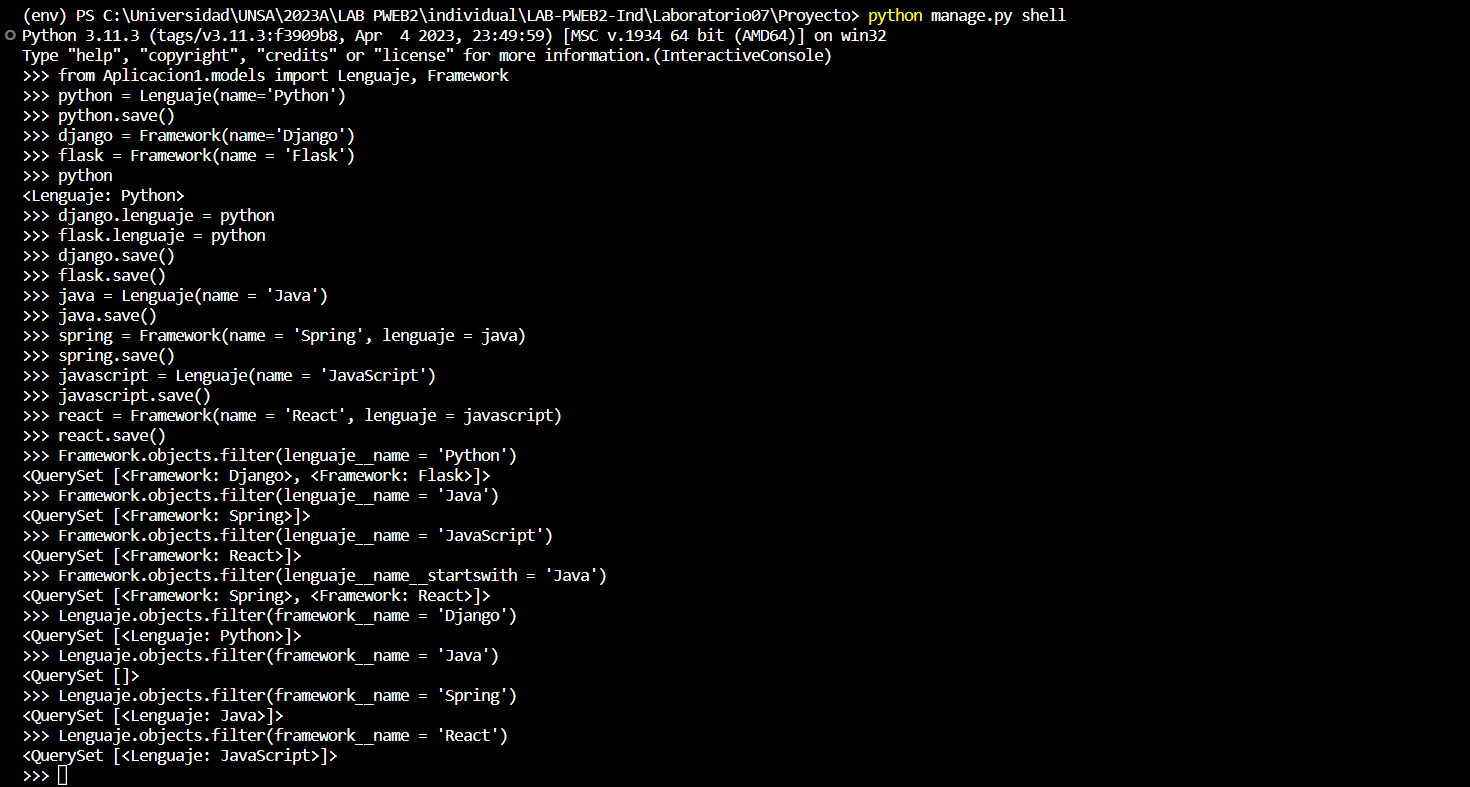 (env) PS C:\Universidad\UNSA\2023A\LAB PWEB2\individual\LAB-PWEB2-Ind\Laboratorio07\Proyecto> python manage.py shell
Python 3.11.3 (tags/v3.11.3:f3909b8, Apr  4 2023, 23:49:59) [MSC v.1934 64 bit (AMD64)] on win32
Type "help", "copyright", "credits" or "license" for more information.(InteractiveConsole)
>>> from Aplicacion1.models import Lenguaje, Framework
>>> python = Lenguaje(name='Python')
>>> python.save()
>>> django = Framework(name='Django')
>>> flask = Framework(name = 'Flask')
>>> python
<Lenguaje: Python>
>>> django.lenguaje = python
>>> flask.lenguaje = python
>>> django.save()
>>> flask.save()
>>> java = Lenguaje(name = 'Java')
>>> java.save()
>>> spring = Framework(name = 'Spring', lenguaje = java)
>>> spring.save()
>>> javascript = Lenguaje(name = 'JavaScript')
>>> javascript.save()
>>> react = Framework(name = 'React', lenguaje = javascript)
>>> react.save()
>>> Framework.objects.filter(lenguaje__name = 'Python')
<QuerySet [<Framework: Django>, <Framework: Flask>]>
>>> Framework.objects.filter(lenguaje__name = 'Java')
<QuerySet [<Framework: Spring>]>
>>> Framework.objects.filter(lenguaje__name = 'JavaScript')
<QuerySet [<Framework: React>]>
>>> Framework.objects.filter(lenguaje__name__startswith = 'Java')
<QuerySet [<Framework: Spring>, <Framework: React>]>
>>> Lenguaje.objects.filter(framework__name = 'Django')
<QuerySet [<Lenguaje: Python>]>
>>> Lenguaje.objects.filter(framework__name = 'Java')
<QuerySet []>
>>> Lenguaje.objects.filter(framework__name = 'Spring')
<QuerySet [<Lenguaje: Java>]>
>>> Lenguaje.objects.filter(framework__name = 'React')
<QuerySet [<Lenguaje: JavaScript>]>
>>>